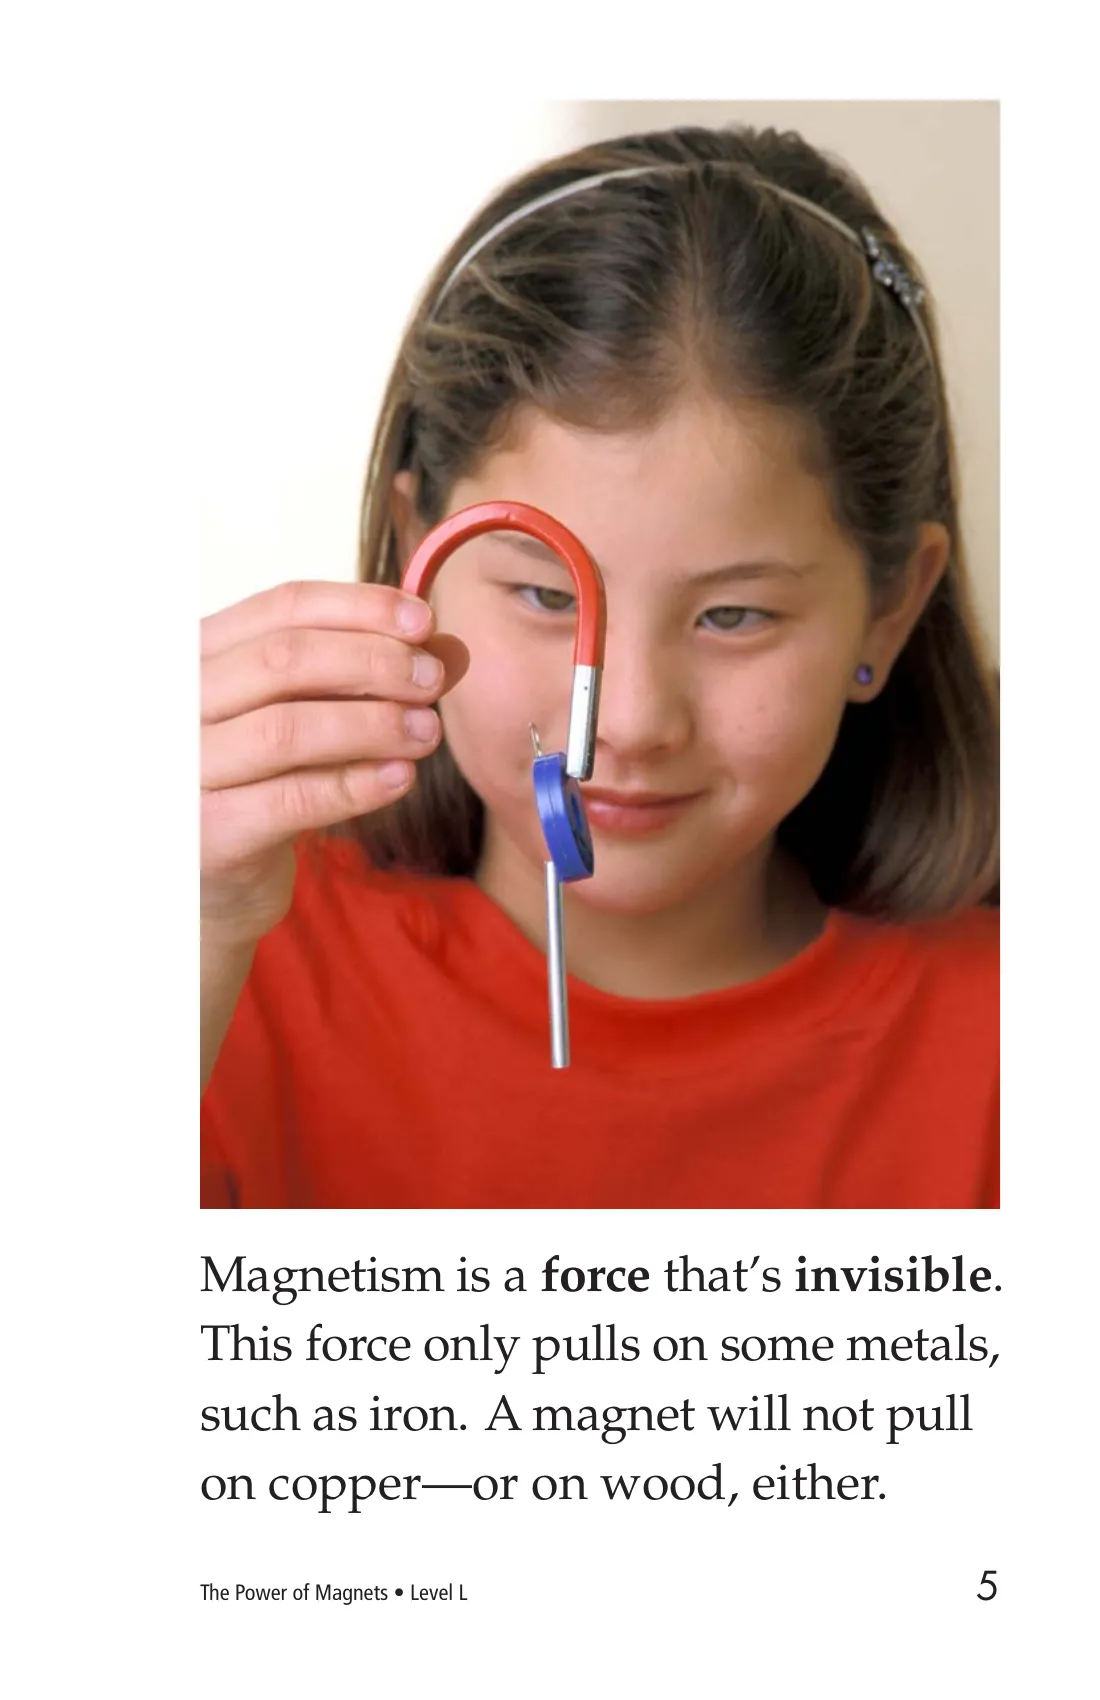 Magnetism is a force that's invisible.
This force only pulls on some metals,
such as iron. A magnet will not pull
on copper—or on wood, either.
The Power of Magnets • Level L
5